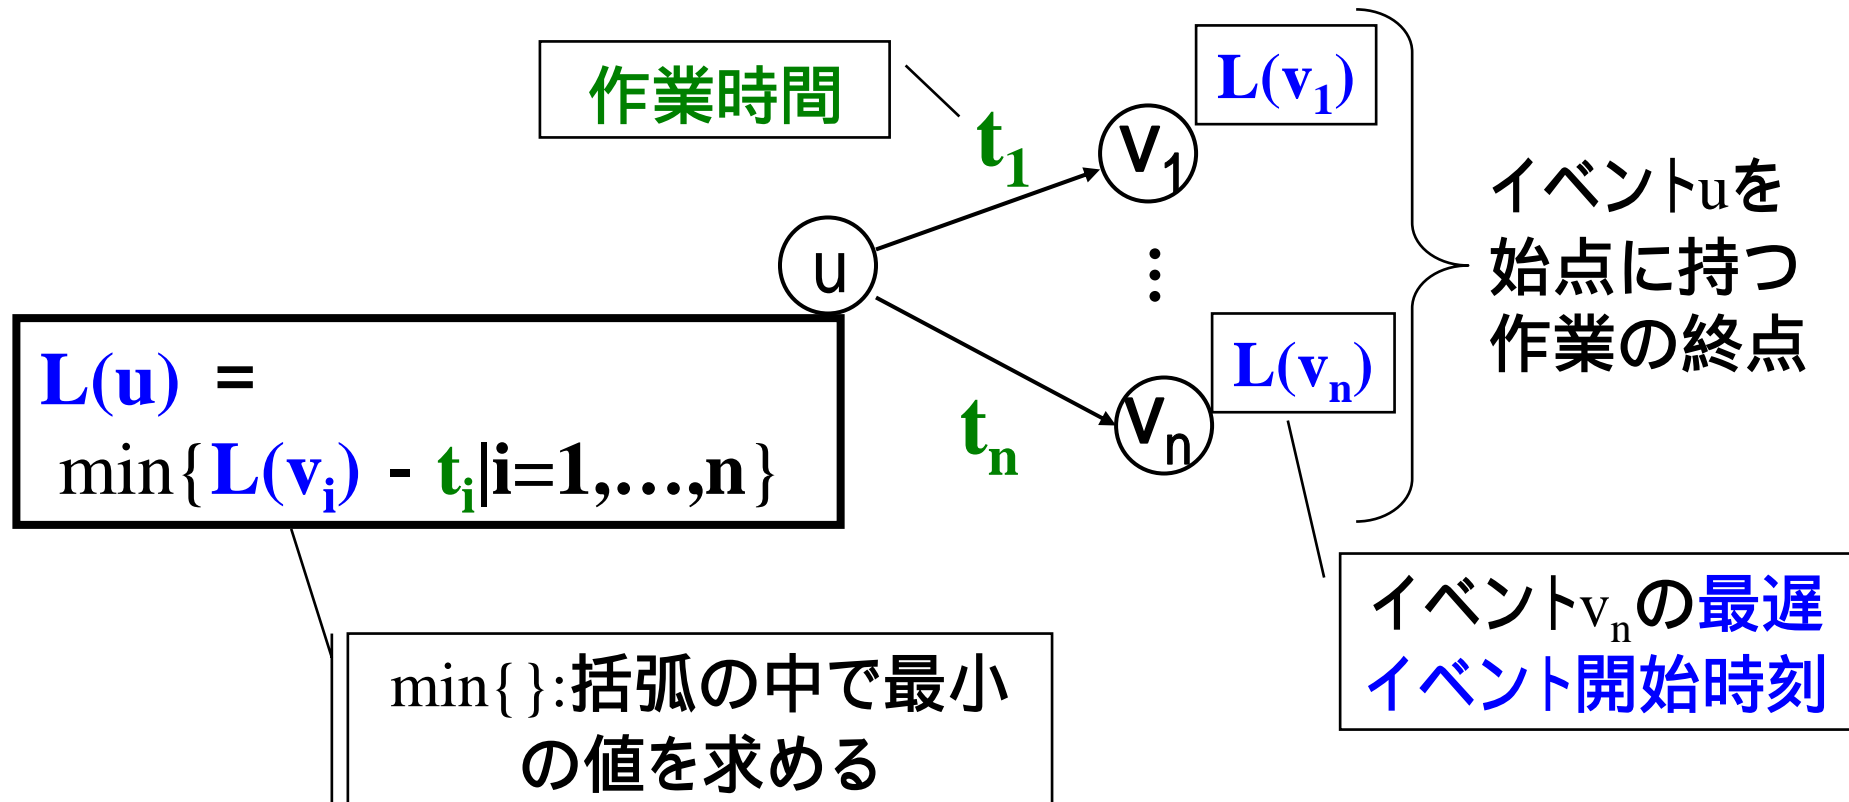 作業時間
t1
v1
L(v1)
イベントuを
始点に持つ
作業の終点
u
⋮
L(u) =
min{L(vi) - ti|i=1,…,n}
tn
vn
L(vn)
イベントvnの最遅
イベント開始時刻
min{ }:括弧の中で最小
の値を求める